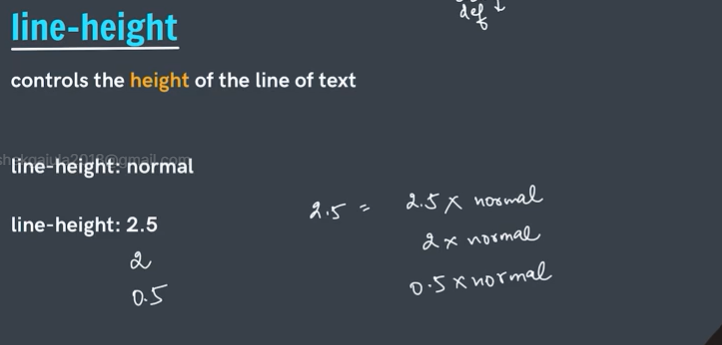 def ↓
line-height
controls the height of the line of text
line-height: normal
line-height: 2.5
2.5 = 2.5 x normal
2
2 x normal
0.5
0.5 x normal